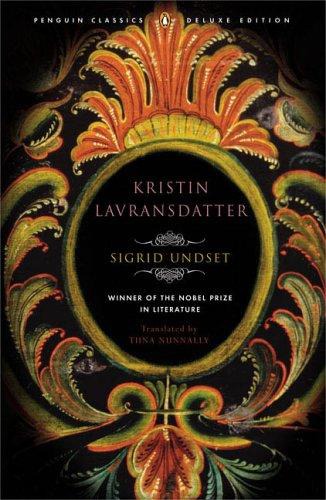 PENGUIN CLASSICS DELUXE EDITION
KRISTIN
LAVRANSDATTER
SIGRID UNDSET
WINNER OF THE NOBEL PRIZE
IN LITERATURE
Translated by
TIINA NUNNALLY